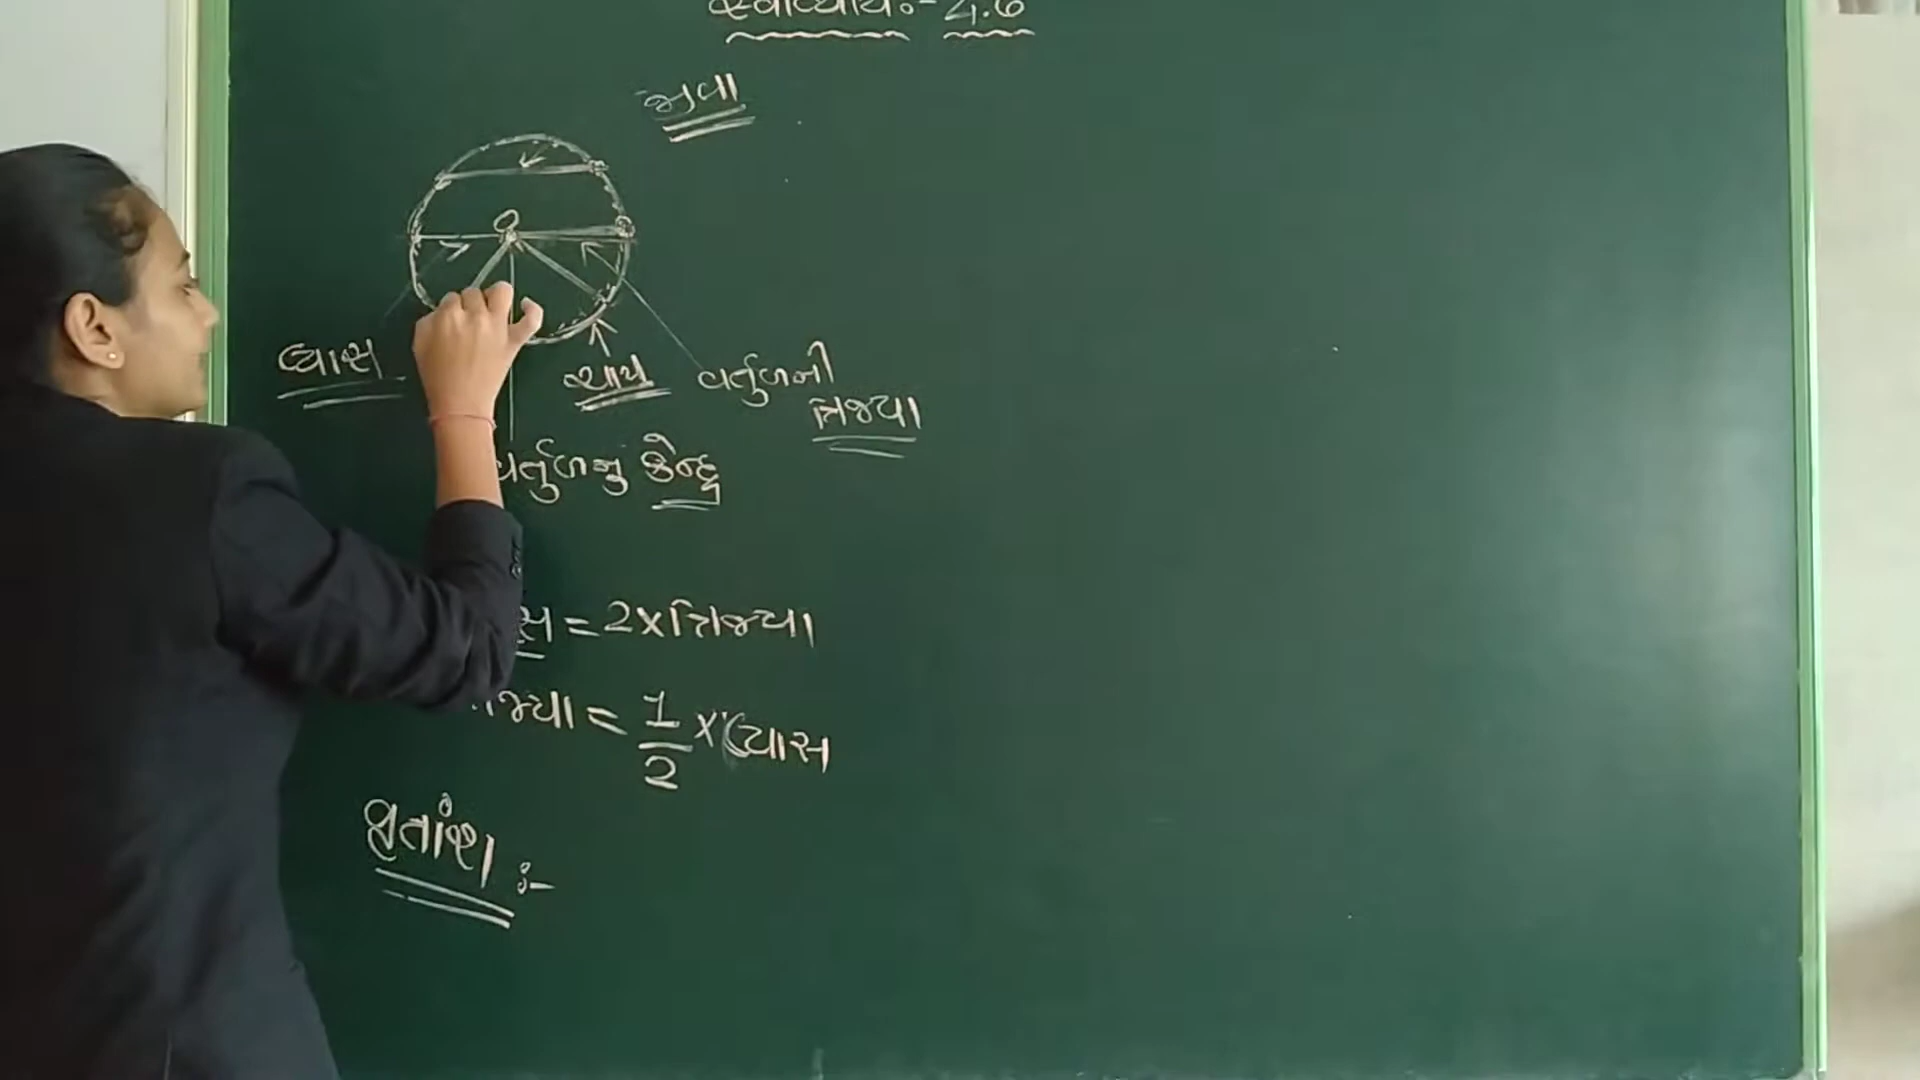 સ્વાધ્યાય:- 4.6
જીવા
O
વ્યાસ
ચાપ
વર્તુળની
ત્રિજ્યા
વર્તુળનું કેન્દ્ર
સ = 2 x ત્રિજ્યા
જ્યા = 1/2 x વ્યાસ
વૃતાંશ :-